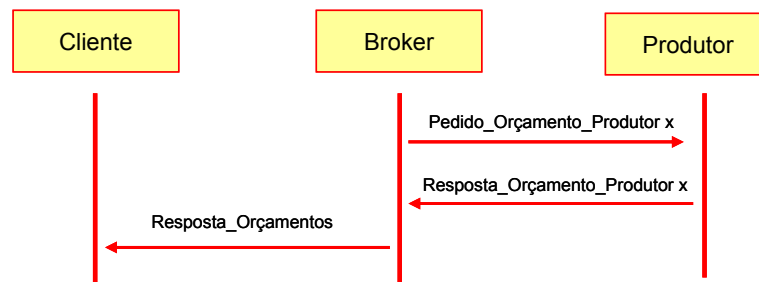 Cliente
Broker
Produtor
Pedido_Orçamento_Produtor x
Resposta_Orçamento_Produtor x
Resposta_Orçamentos